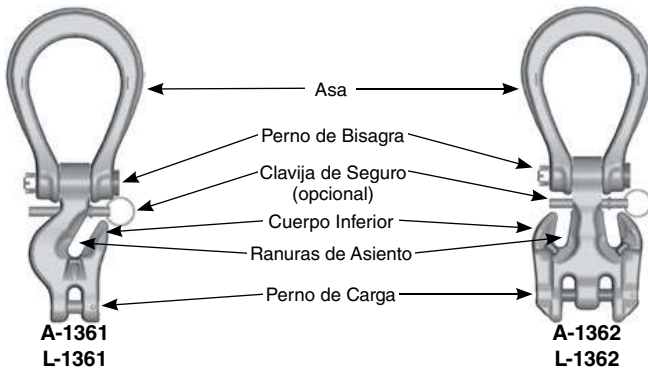 Asa
Perno de Bisagra
Clavija de Seguro
(opcional)
Cuerpo Inferior
Ranuras de Asiento
Perno de Carga
A-1361
L-1361
A-1362
L-1362